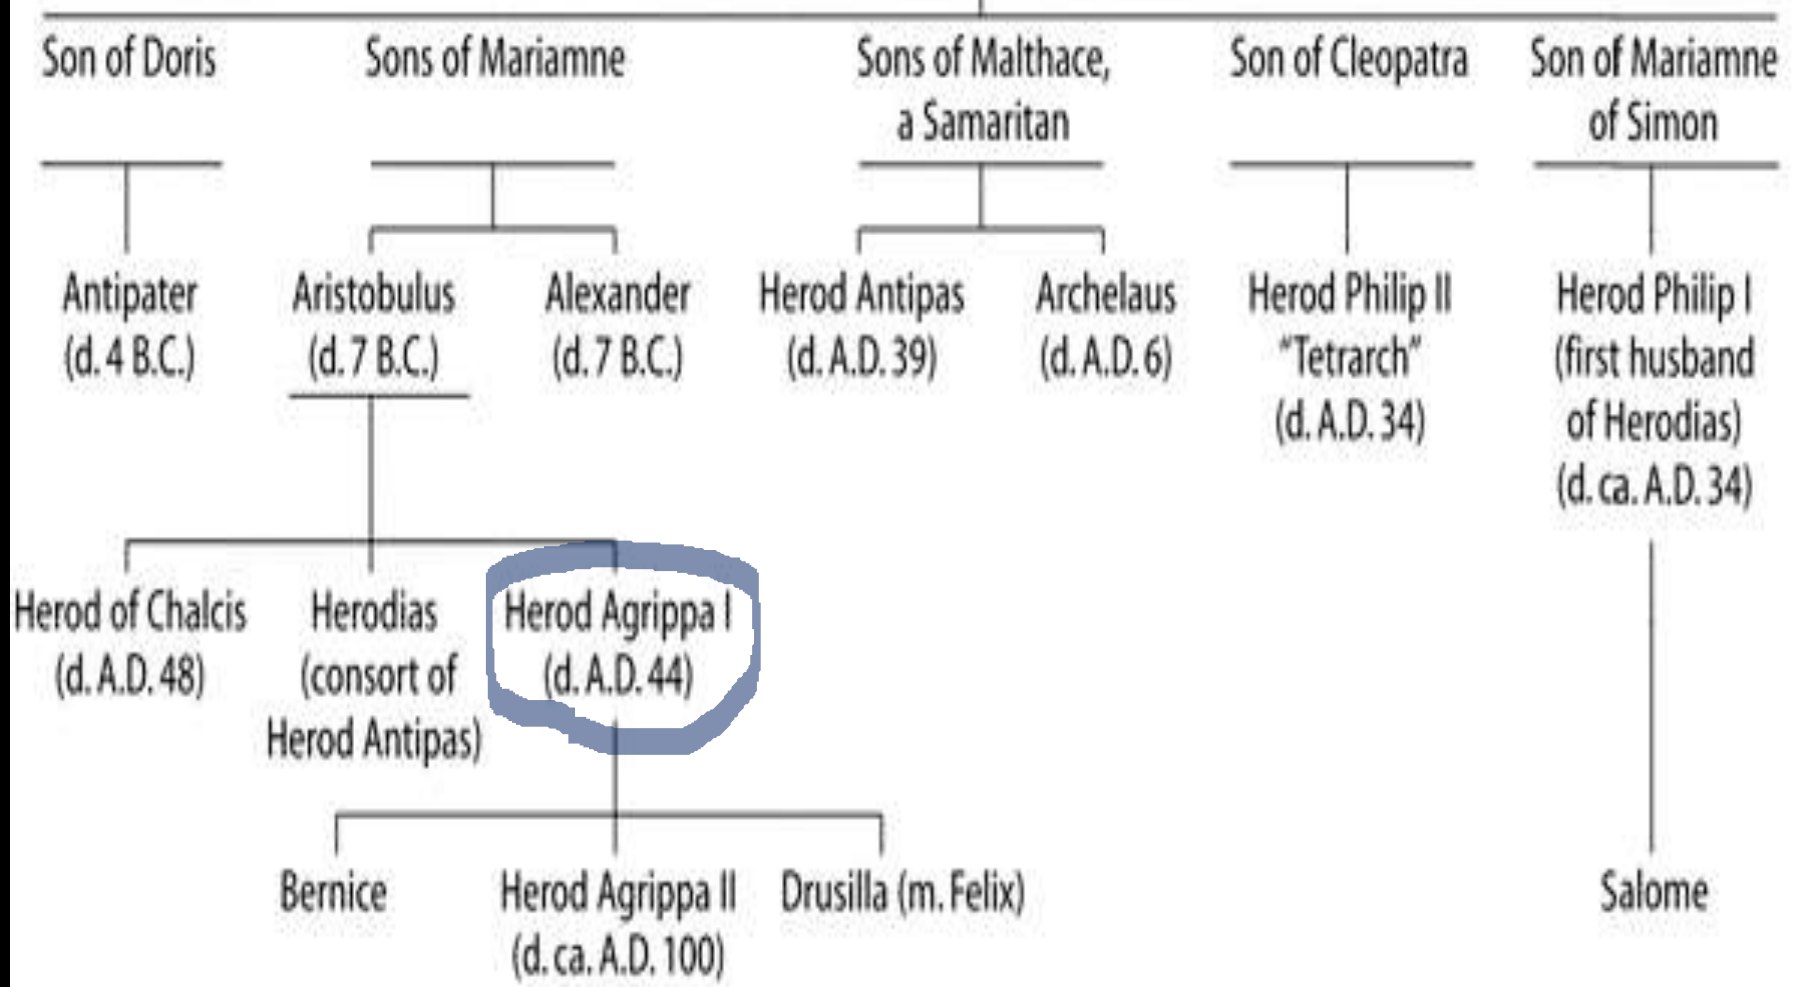 Son of Doris
Sons of Mariamne
Sons of Malthace,
a Samaritan
Son of Cleopatra
Son of Mariamne
of Simon
Antipater
(d. 4 B.C.)
Aristobulus
(d. 7 B.C.)
Alexander
(d. 7 B.C.)
Herod Antipas
(d. A.D. 39)
Archelaus
(d. A.D. 6)
Herod Philip II
“Tetrarch”
(d. A.D. 34)
Herod Philip I
(first husband
of Herodias)
(d. ca. A.D. 34)
Herod of Chalcis
(d. A.D. 48)
Herodias
(consort of
Herod Antipas)
Herod Agrippa I
(d. A.D. 44)
Bernice
Herod Agrippa II
(d. ca. A.D. 100)
Drusilla (m. Felix)
Salome